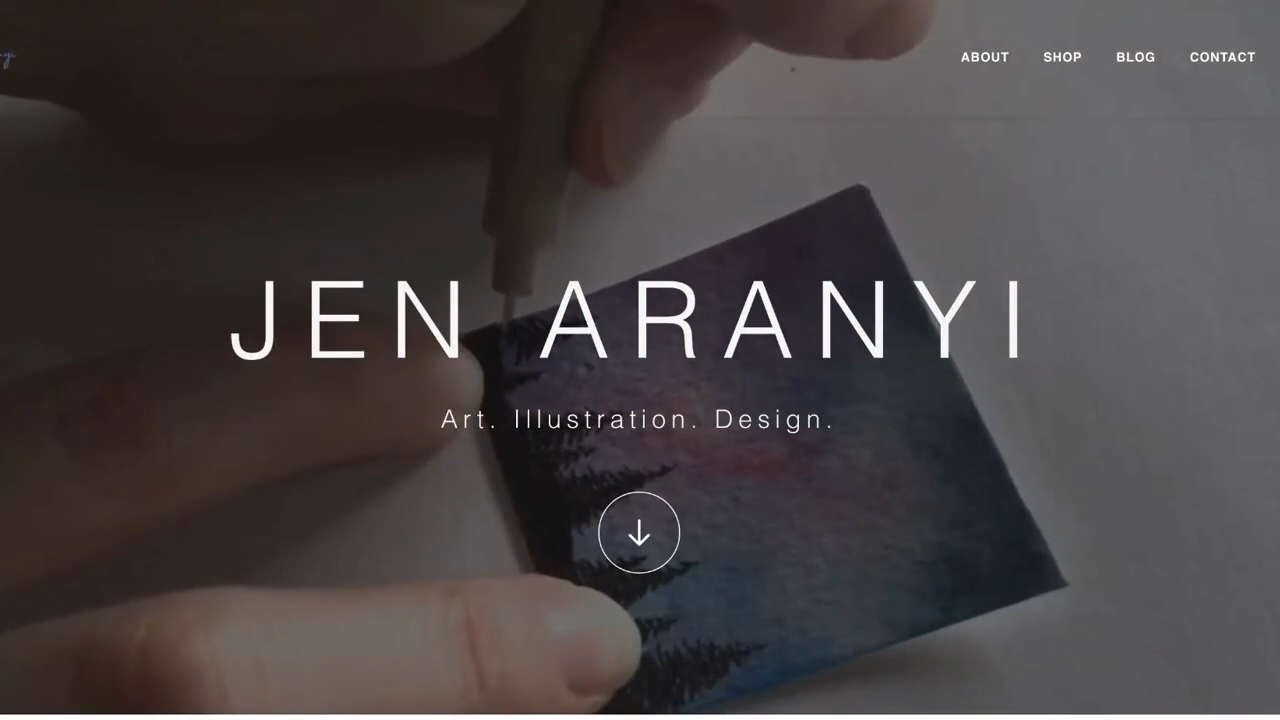 ABOUT SHOP BLOG CONTACT
JEN ARANYI
Art. Illustration. Design.